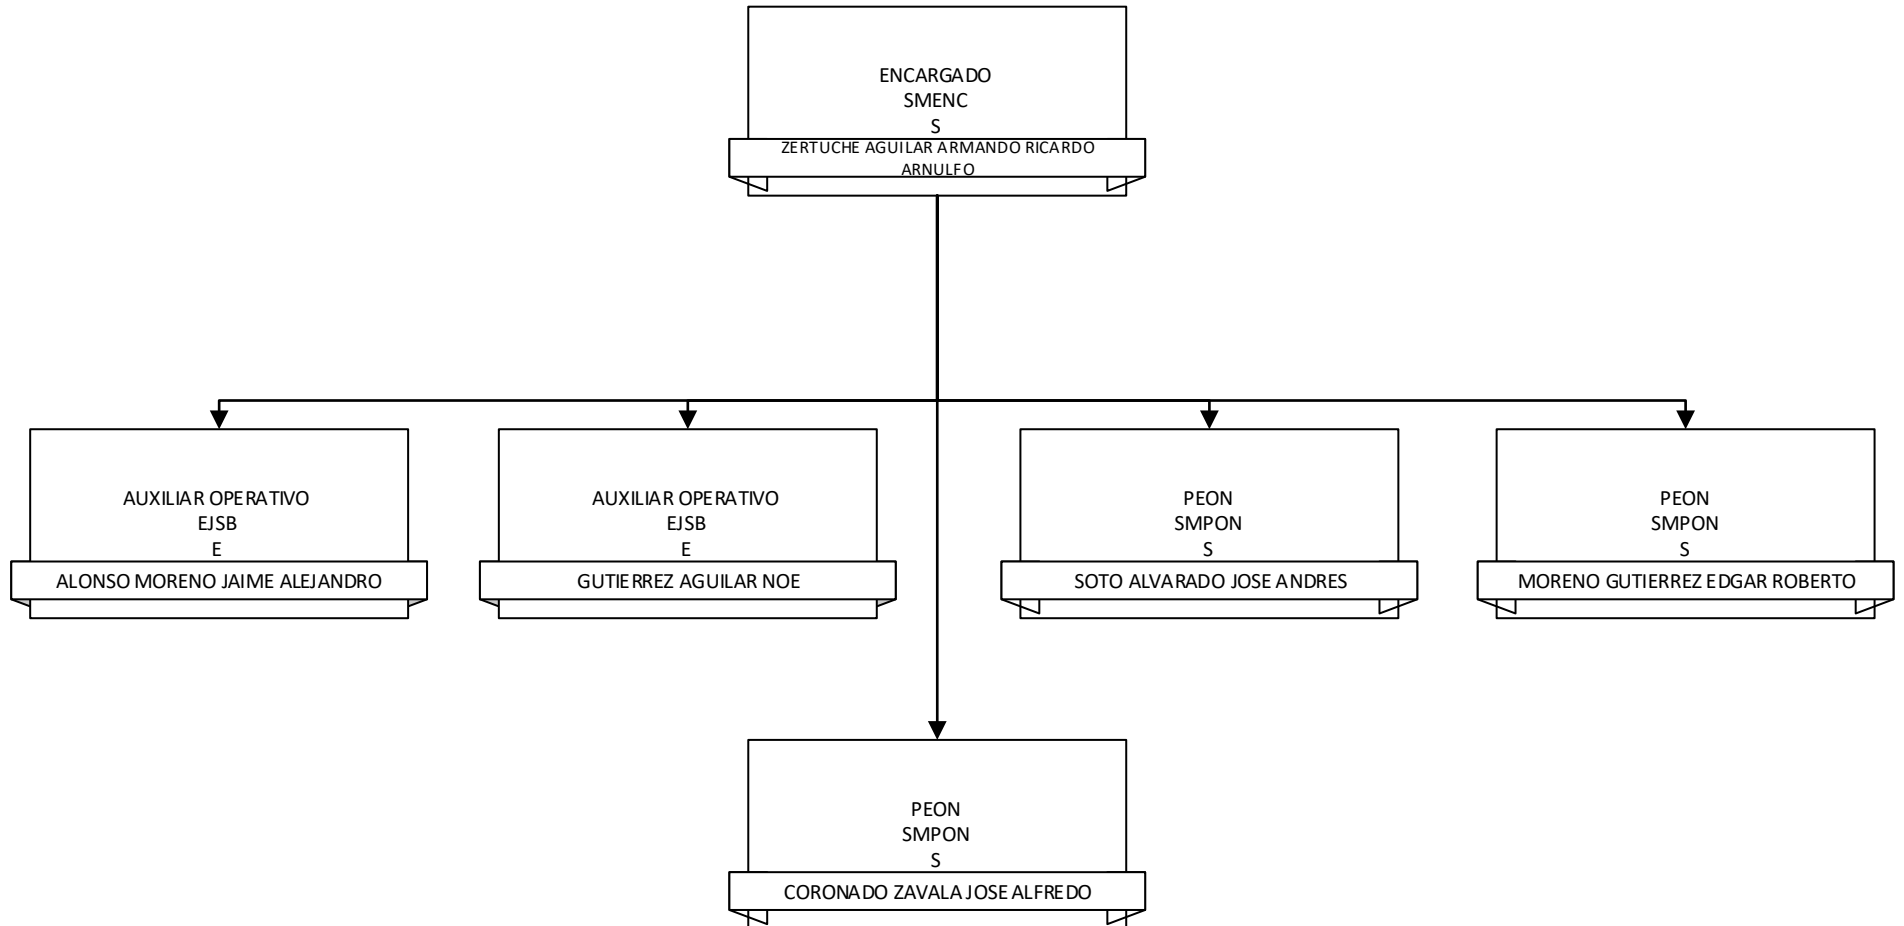 ENCARGADO
SMENC
S
ZERTUCHE AGUILAR ARMANDO RICARDO
ARNULFO
AUXILIAR OPERATIVO
EJSB
E
ALONSO MORENO JAIME ALEJANDRO
AUXILIAR OPERATIVO
EJSB
E
GUTIERREZ AGUILAR NOE
PEON
SMPON
S
SOTO ALVARADO JOSE ANDRES
PEON
SMPON
S
MORENO GUTIERREZ EDGAR ROBERTO
PEON
SMPON
S
CORONADO ZAVALA JOSE ALFREDO